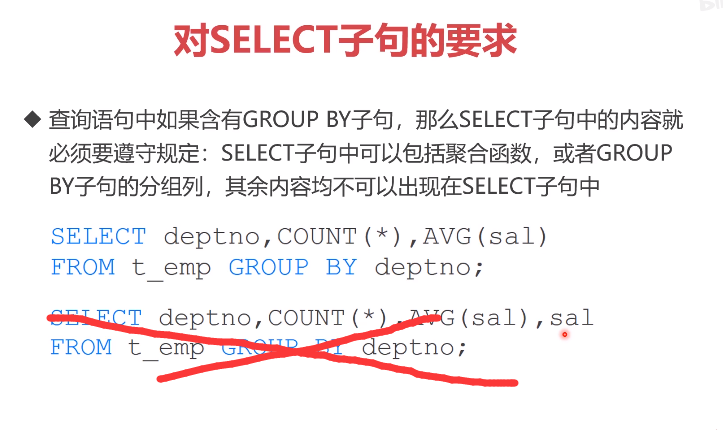 对SELECT子句的要求
◆ 查询语句中如果含有GROUP BY子句，那么SELECT子句中的内容就
必须要遵守规定：SELECT子句中可以包括聚合函数，或者GROUP
BY子句的分组列，其余内容均不可以出现在SELECT子句中
SELECT deptno,COUNT(*),AVG(sal)
FROM t_emp GROUP BY deptno;
SELECT deptno,COUNT(*),AVG(sal),sal
FROM t_emp GROUP BY deptno;